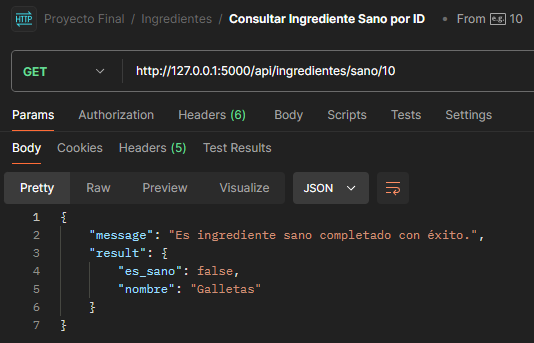 HTTP Proyecto Final / Ingredientes / Consultar Ingrediente Sano por ID • From e.g. 10
GET http://127.0.0.1:5000/api/ingredientes/sano/10
Params Authorization Headers (6) Body Scripts Tests Settings
Body Cookies Headers (5) Test Results
Pretty Raw Preview Visualize JSON
1 {
2 "message": "Es ingrediente sano completado con éxito.",
3 "result": {
4 "es_sano": false,
5 "nombre": "Galletas"
6 }
7 }